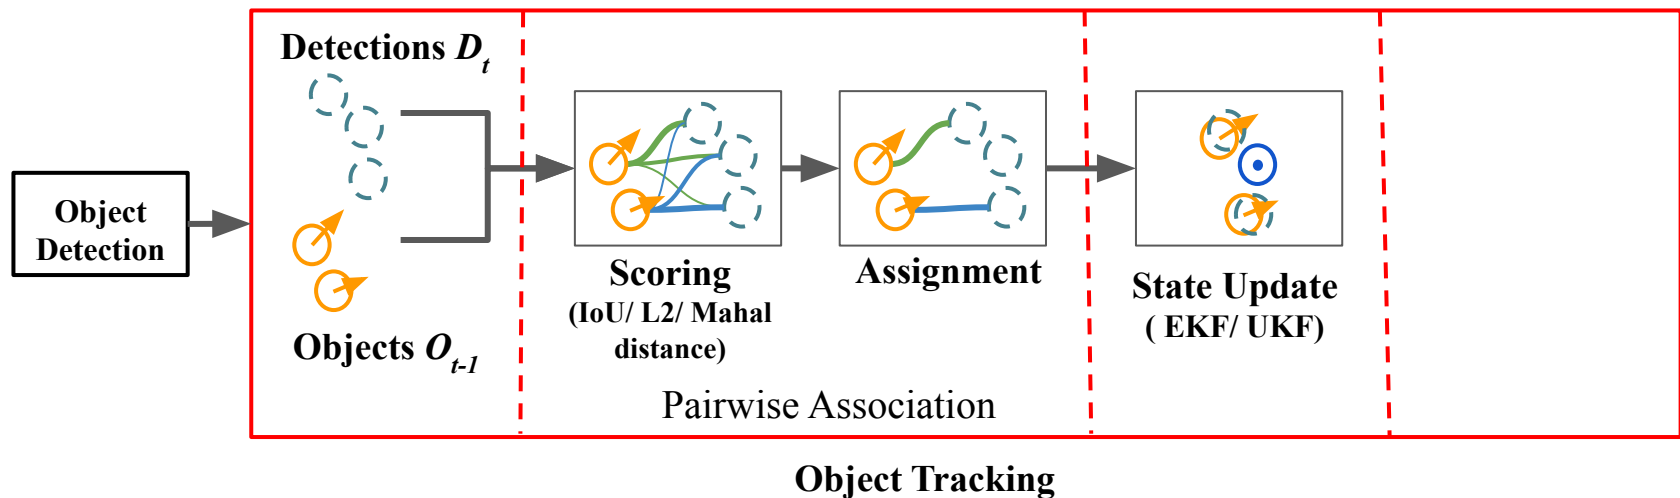 Object
Detection
Detections D_t
Objects O_{t-1}
Scoring
(IoU/ L2/ Mahal
distance)
Assignment
Pairwise Association
State Update
( EKF/ UKF)
Object Tracking